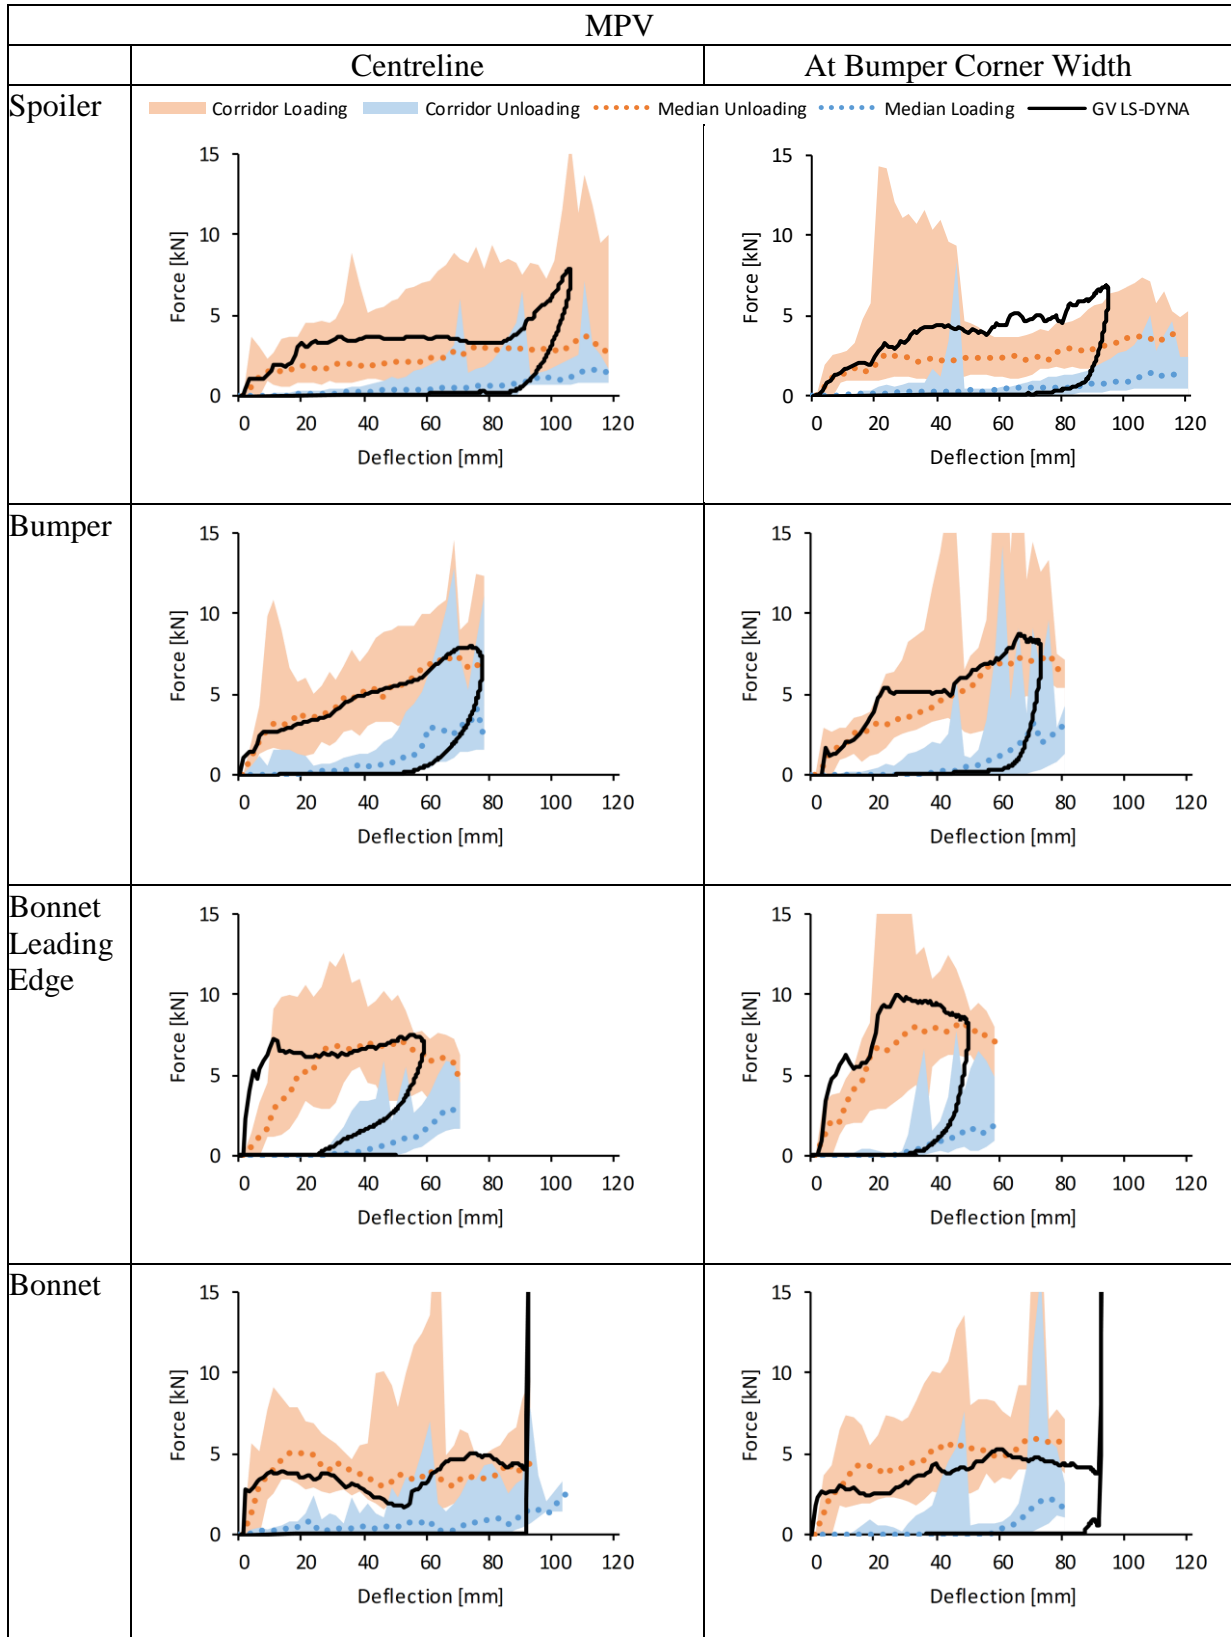 MPV
Centreline At Bumper Corner Width
Spoiler
Corridor Loading Corridor Unloading Median Unloading Median Loading GV LS-DYNA
15
10
5
0
Force [kN]
0 20 40 60 80 100 120
Deflection [mm]
15
10
5
0
Force [kN]
0 20 40 60 80 100 120
Deflection [mm]
Bumper
15
10
5
0
Force [kN]
0 20 40 60 80 100 120
Deflection [mm]
15
10
5
0
Force [kN]
0 20 40 60 80 100 120
Deflection [mm]
Bonnet
Leading
Edge
15
10
5
0
Force [kN]
0 20 40 60 80 100 120
Deflection [mm]
15
10
5
0
Force [kN]
0 20 40 60 80 100 120
Deflection [mm]
Bonnet
15
10
5
0
Force [kN]
0 20 40 60 80 100 120
Deflection [mm]
15
10
5
0
Force [kN]
0 20 40 60 80 100 120
Deflection [mm]